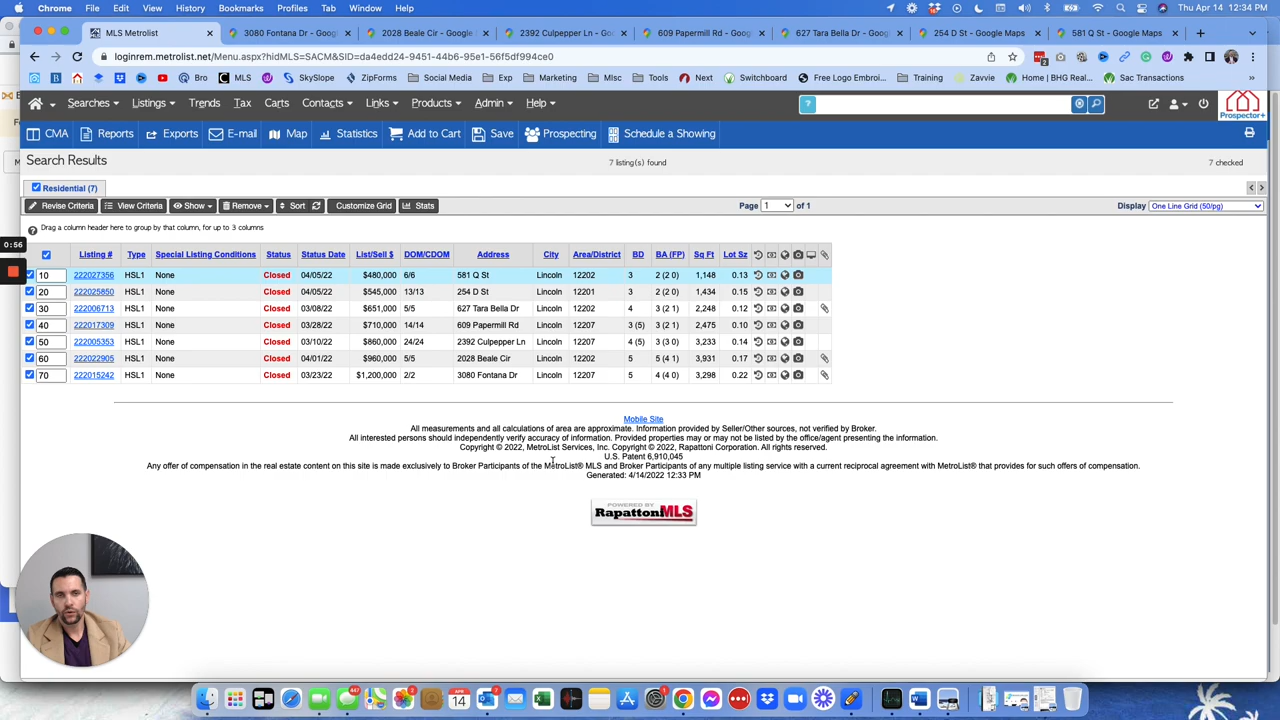 Chrome File Edit View History Bookmarks Profiles Tab Window Help Thu Apr 14 12:34 PM
MLS Metrolist 3080 Fontana Dr - Goog 2028 Beale Cir - Google 2392 Culpepper Ln - Goo 609 Papermill Rd - Google 627 Tara Bella Dr - Goog 254 D St - Google Maps 581 Q St - Google Maps
loginrem.metrolist.net/Menu.aspx?hidMLS=SACM&SID=da4edd24-9451-44b6-95e1-56f5df994ce0
Bro MLS SkySlope ZipForms Social Media Exp Marketing MIsc Tools Next Switchboard Free Logo Embroi... Training Zavvie Home | BHG Real... Sac Transactions
Searches Listings Trends Tax Carts Contacts Links Products Admin Help
Prospector+
CMA Reports Exports E-mail Map Statistics Add to Cart Save Prospecting Schedule a Showing
Search Results 7 listing(s) found 7 checked
Residential (7)
Revise Criteria View Criteria Show Remove Sort Customize Grid Stats Page 1 of 1 Display One Line Grid (50/pg)
Drag a column header here to group by that column, for up to 3 columns
0:56
Listing # Type Special Listing Conditions Status Status Date List/Sell $ DOM/CDOM Address City Area/District BD BA (FP) Sq Ft Lot Sz
10 222027356 HSL1 None Closed 04/05/22 $480,000 6/6 581 Q St Lincoln 12202 3 2 (2 0) 1,148 0.13
20 222025850 HSL1 None Closed 04/05/22 $545,000 13/13 254 D St Lincoln 12201 3 2 (2 0) 1,434 0.15
30 222006713 HSL1 None Closed 03/08/22 $651,000 5/5 627 Tara Bella Dr Lincoln 12202 4 3 (2 1) 2,248 0.12
40 222017309 HSL1 None Closed 03/28/22 $710,000 14/14 609 Papermill Rd Lincoln 12207 3 (5) 3 (2 1) 2,475 0.10
50 222005353 HSL1 None Closed 03/10/22 $860,000 24/24 2392 Culpepper Ln Lincoln 12207 4 (5) 3 (3 0) 3,233 0.14
60 222022905 HSL1 None Closed 04/01/22 $960,000 5/5 2028 Beale Cir Lincoln 12202 5 5 (4 1) 3,931 0.17
70 222015242 HSL1 None Closed 03/23/22 $1,200,000 2/2 3080 Fontana Dr Lincoln 12207 5 4 (4 0) 3,298 0.22
Mobile Site
All measurements and all calculations of area are approximate. Information provided by Seller/Other sources, not verified by Broker.
All interested persons should independently verify accuracy of information. Provided properties may or may not be listed by the office/agent presenting the information.
Copyright © 2022, MetroList Services, Inc. Copyright © 2022, Rapattoni Corporation. All rights reserved.
U.S. Patent 6,910,045
Any offer of compensation in the real estate content on this site is made exclusively to Broker Participants of the MetroList® MLS and Broker Participants of any multiple listing service with a current reciprocal agreement with MetroList® that provides for such offers of compensation.
Generated: 4/14/2022 12:33 PM
POWERED BY
RapattoniMLS